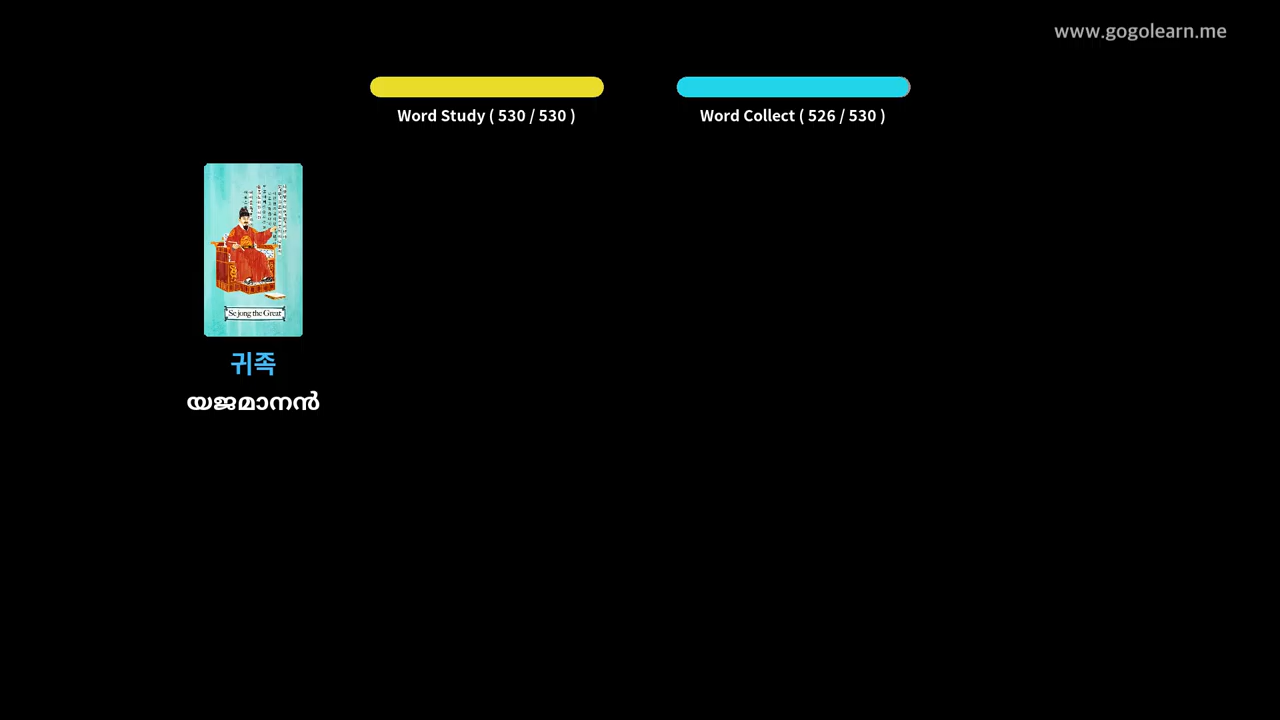 www.gogolearn.me
Word Study ( 530 / 530 )
Word Collect ( 526 / 530 )
Sejong the Great
귀족
യജമാനൻ